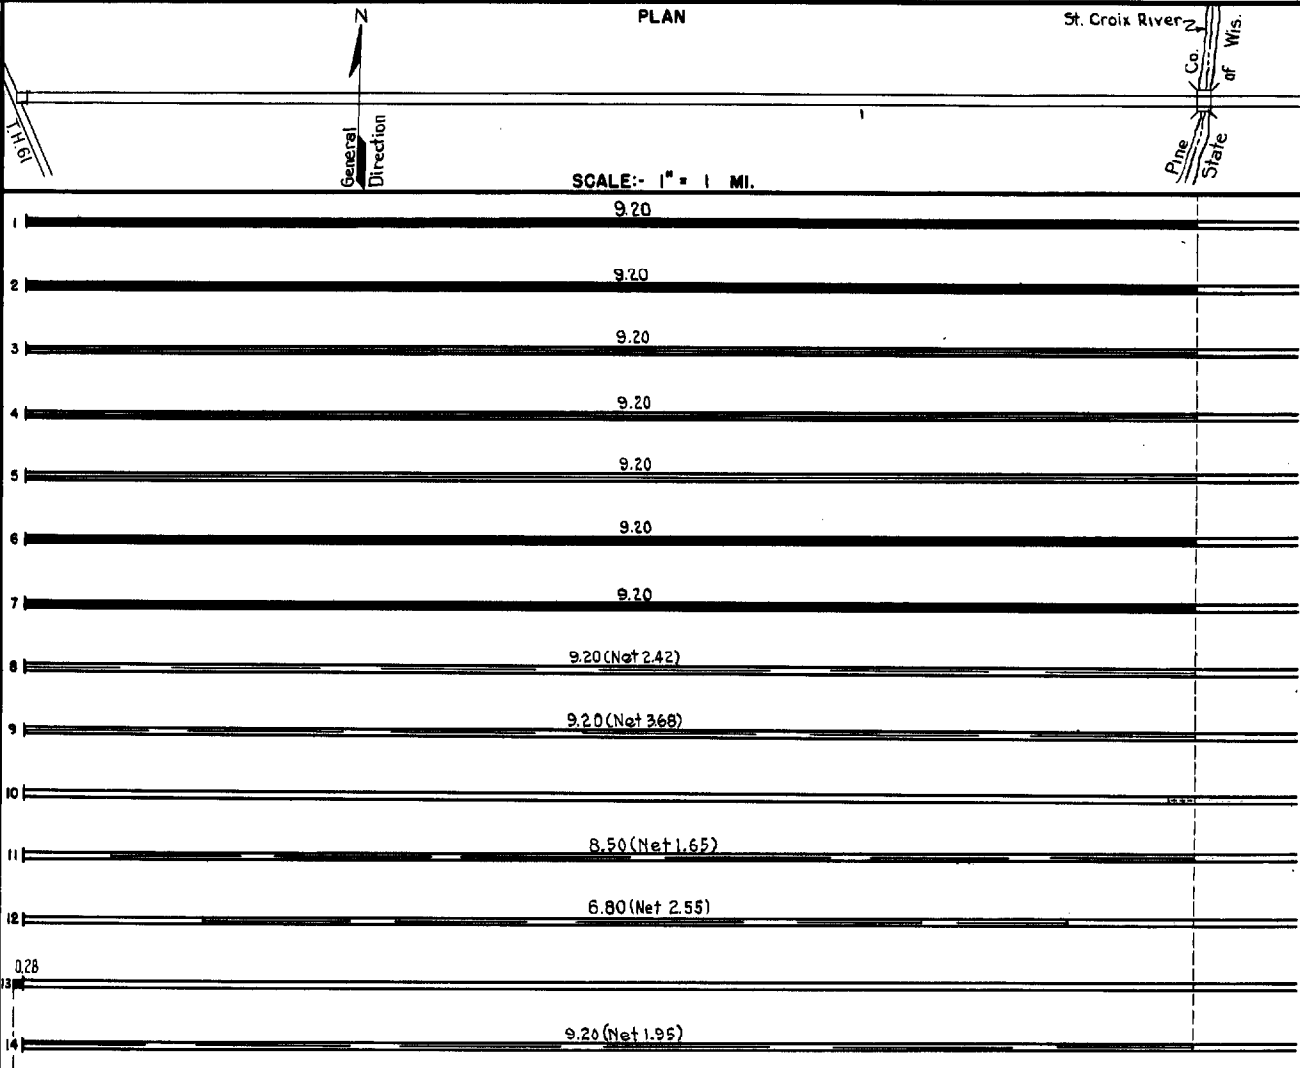 N
PLAN
St. Croix River
Co.
of Wis.
T.H.61
General
Direction
Pine
State
SCALE:- 1" = 1 MI.
9.20
1
9.20
2
9.20
3
9.20
4
9.20
5
9.20
6
9.20
7
9.20 (Net 2.42)
8
9.20 (Net 3.68)
9
10
8.50 (Net 1.65)
11
6.80 (Net 2.55)
12
0.28
13
9.20 (Net 1.95)
14